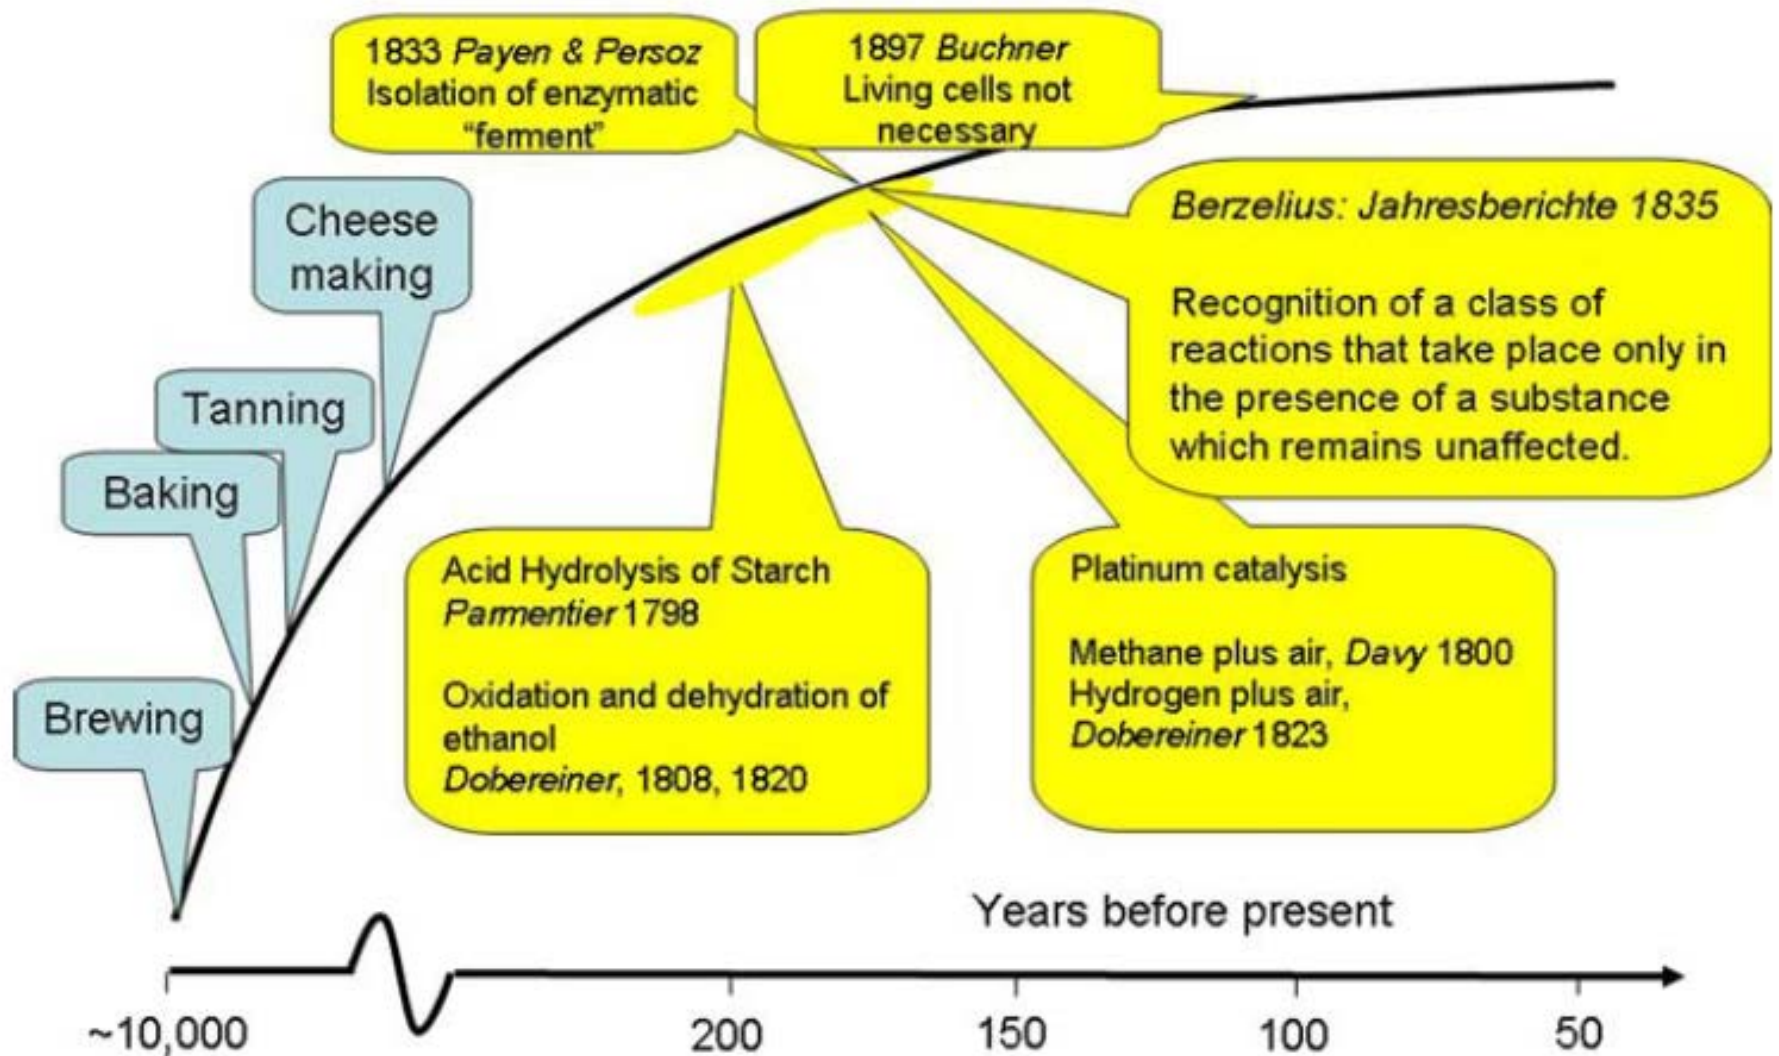 1833 Payen & Persoz
Isolation of enzymatic
“ferment”
1897 Buchner
Living cells not
necessary
Cheese
making
Tanning
Baking
Brewing
Berzelius: Jahresberichte 1835
Recognition of a class of
reactions that take place only in
the presence of a substance
which remains unaffected.
Acid Hydrolysis of Starch
Parmentier 1798
Oxidation and dehydration of
ethanol
Dobereiner, 1808, 1820
Platinum catalysis
Methane plus air, Davy 1800
Hydrogen plus air,
Dobereiner 1823
Years before present
~10,000
200
150
100
50